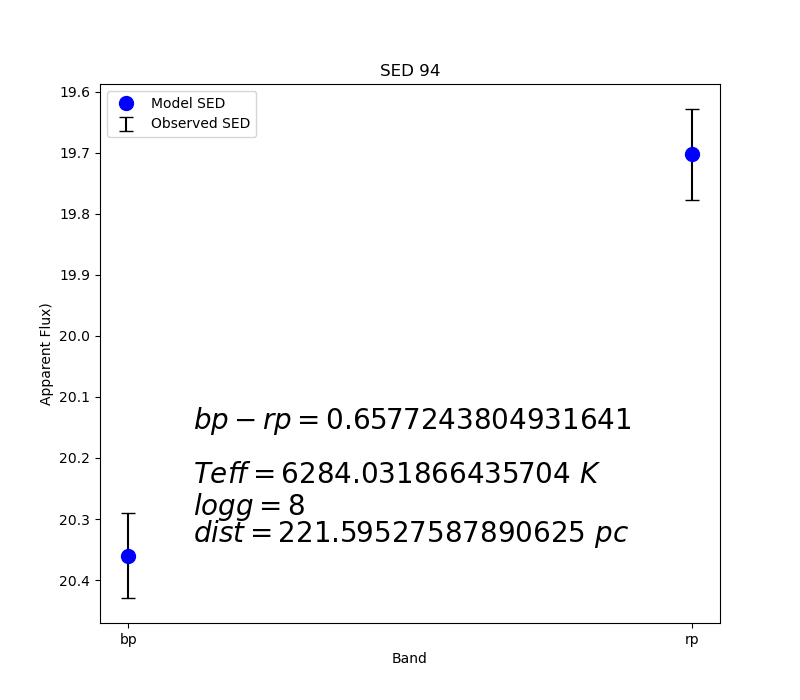 SED 94
Model SED
Observed SED
19.6
19.7
19.8
19.9
20.0
20.1
20.2
20.3
20.4
Apparent Flux)
bp − rp = 0.6577243804931641
Teff = 6284.031866435704 K
logg = 8
dist = 221.59527587890625 pc
bp
rp
Band